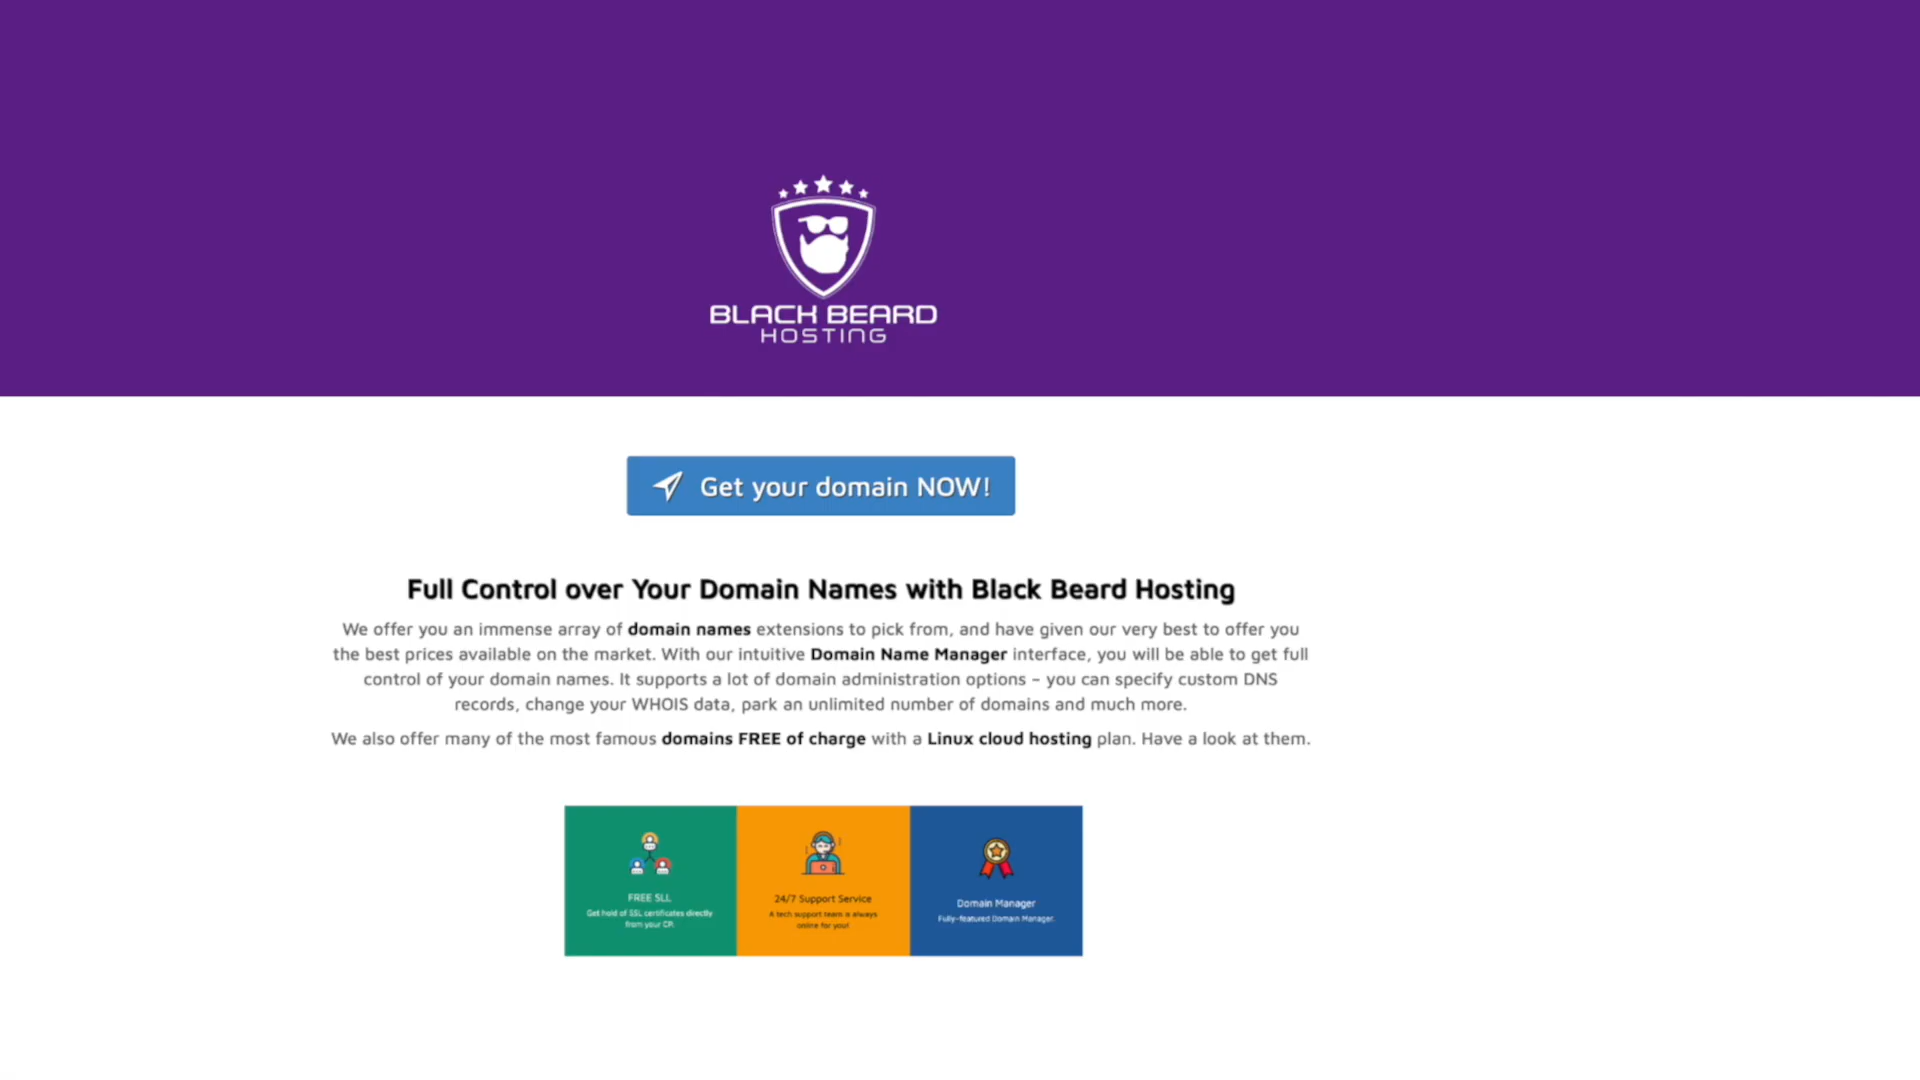 BLACK BEARD
HOSTING
Get your domain NOW!
Full Control over Your Domain Names with Black Beard Hosting
We offer you an immense array of domain names extensions to pick from, and have given our very best to offer you
the best prices available on the market. With our intuitive Domain Name Manager interface, you will be able to get full
control of your domain names. It supports a lot of domain administration options – you can specify custom DNS
records, change your WHOIS data, park an unlimited number of domains and much more.
We also offer many of the most famous domains FREE of charge with a Linux cloud hosting plan. Have a look at them.
FREE SLL
Get hold of SSL certificates directly
from your CP.
24/7 Support Service
A tech support team is always
online for you!
Domain Manager
Fully-featured Domain Manager.